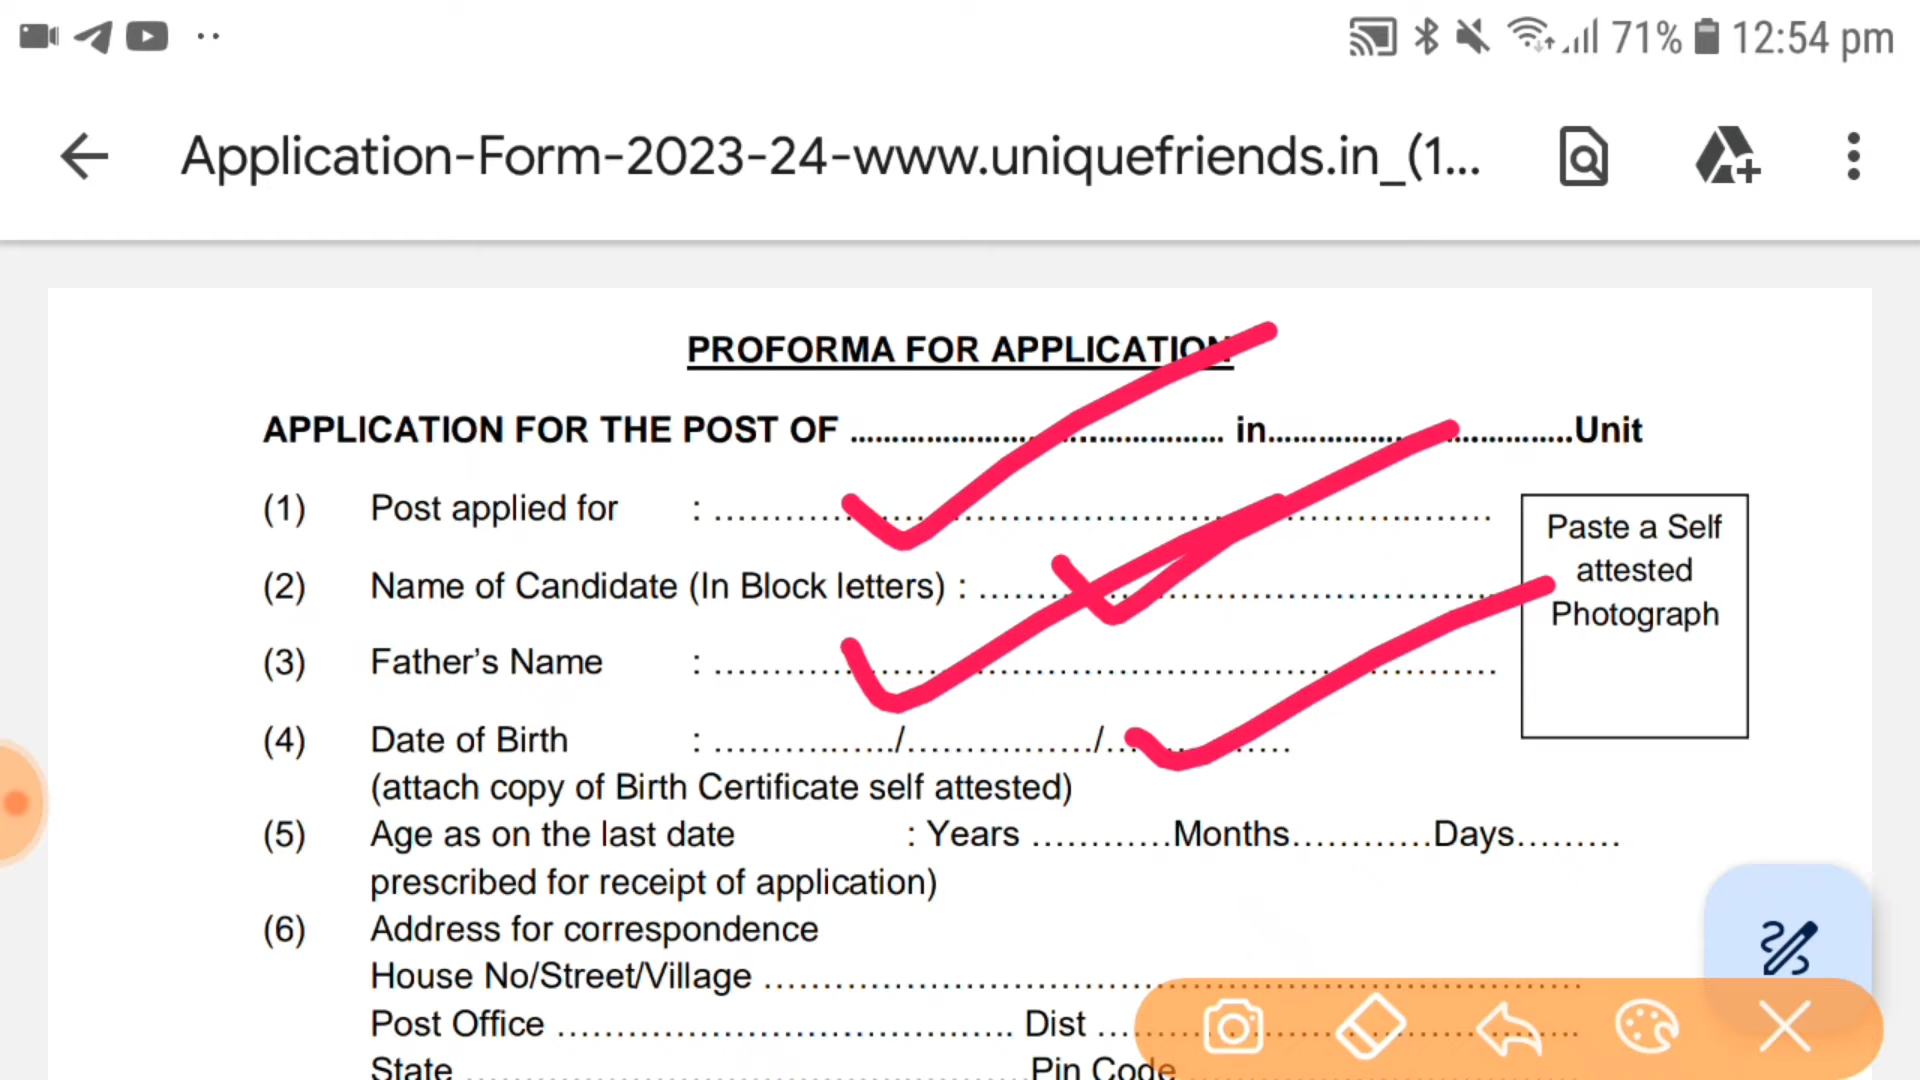 71% 12:54 pm
Application-Form-2023-24-www.uniquefriends.in_(1...
PROFORMA FOR APPLICATION
APPLICATION FOR THE POST OF ........................................ in.................................Unit
(1) Post applied for : ................................................................................
(2) Name of Candidate (In Block letters) : ....................................................
(3) Father's Name : ................................................................................
(4) Date of Birth : ................/................../....................
(attach copy of Birth Certificate self attested)
(5) Age as on the last date : Years ............Months............Days.........
prescribed for receipt of application)
(6) Address for correspondence
House No/Street/Village .....................................................................
Post Office ....................................... Dist .........................................
State ................................................Pin Code.................................
Paste a Self
attested
Photograph